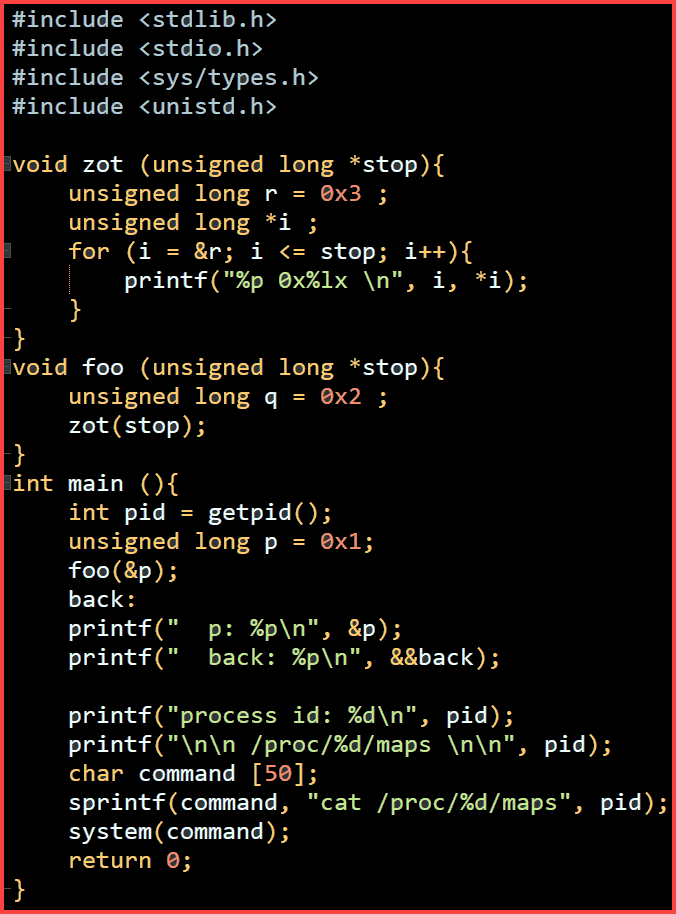 #include <stdlib.h>
#include <stdio.h>
#include <sys/types.h>
#include <unistd.h>
void zot (unsigned long *stop){
unsigned long r = 0x3 ;
unsigned long *i ;
for (i = &r; i <= stop; i++){
printf("%p 0x%lx \n", i, *i);
}
}
void foo (unsigned long *stop){
unsigned long q = 0x2 ;
zot(stop);
}
int main (){
int pid = getpid();
unsigned long p = 0x1;
foo(&p);
back:
printf("  p: %p\n", &p);
printf("  back: %p\n", &&back);
printf("process id: %d\n", pid);
printf("\n\n /proc/%d/maps \n\n", pid);
char command [50];
sprintf(command, "cat /proc/%d/maps", pid);
system(command);
return 0;
}